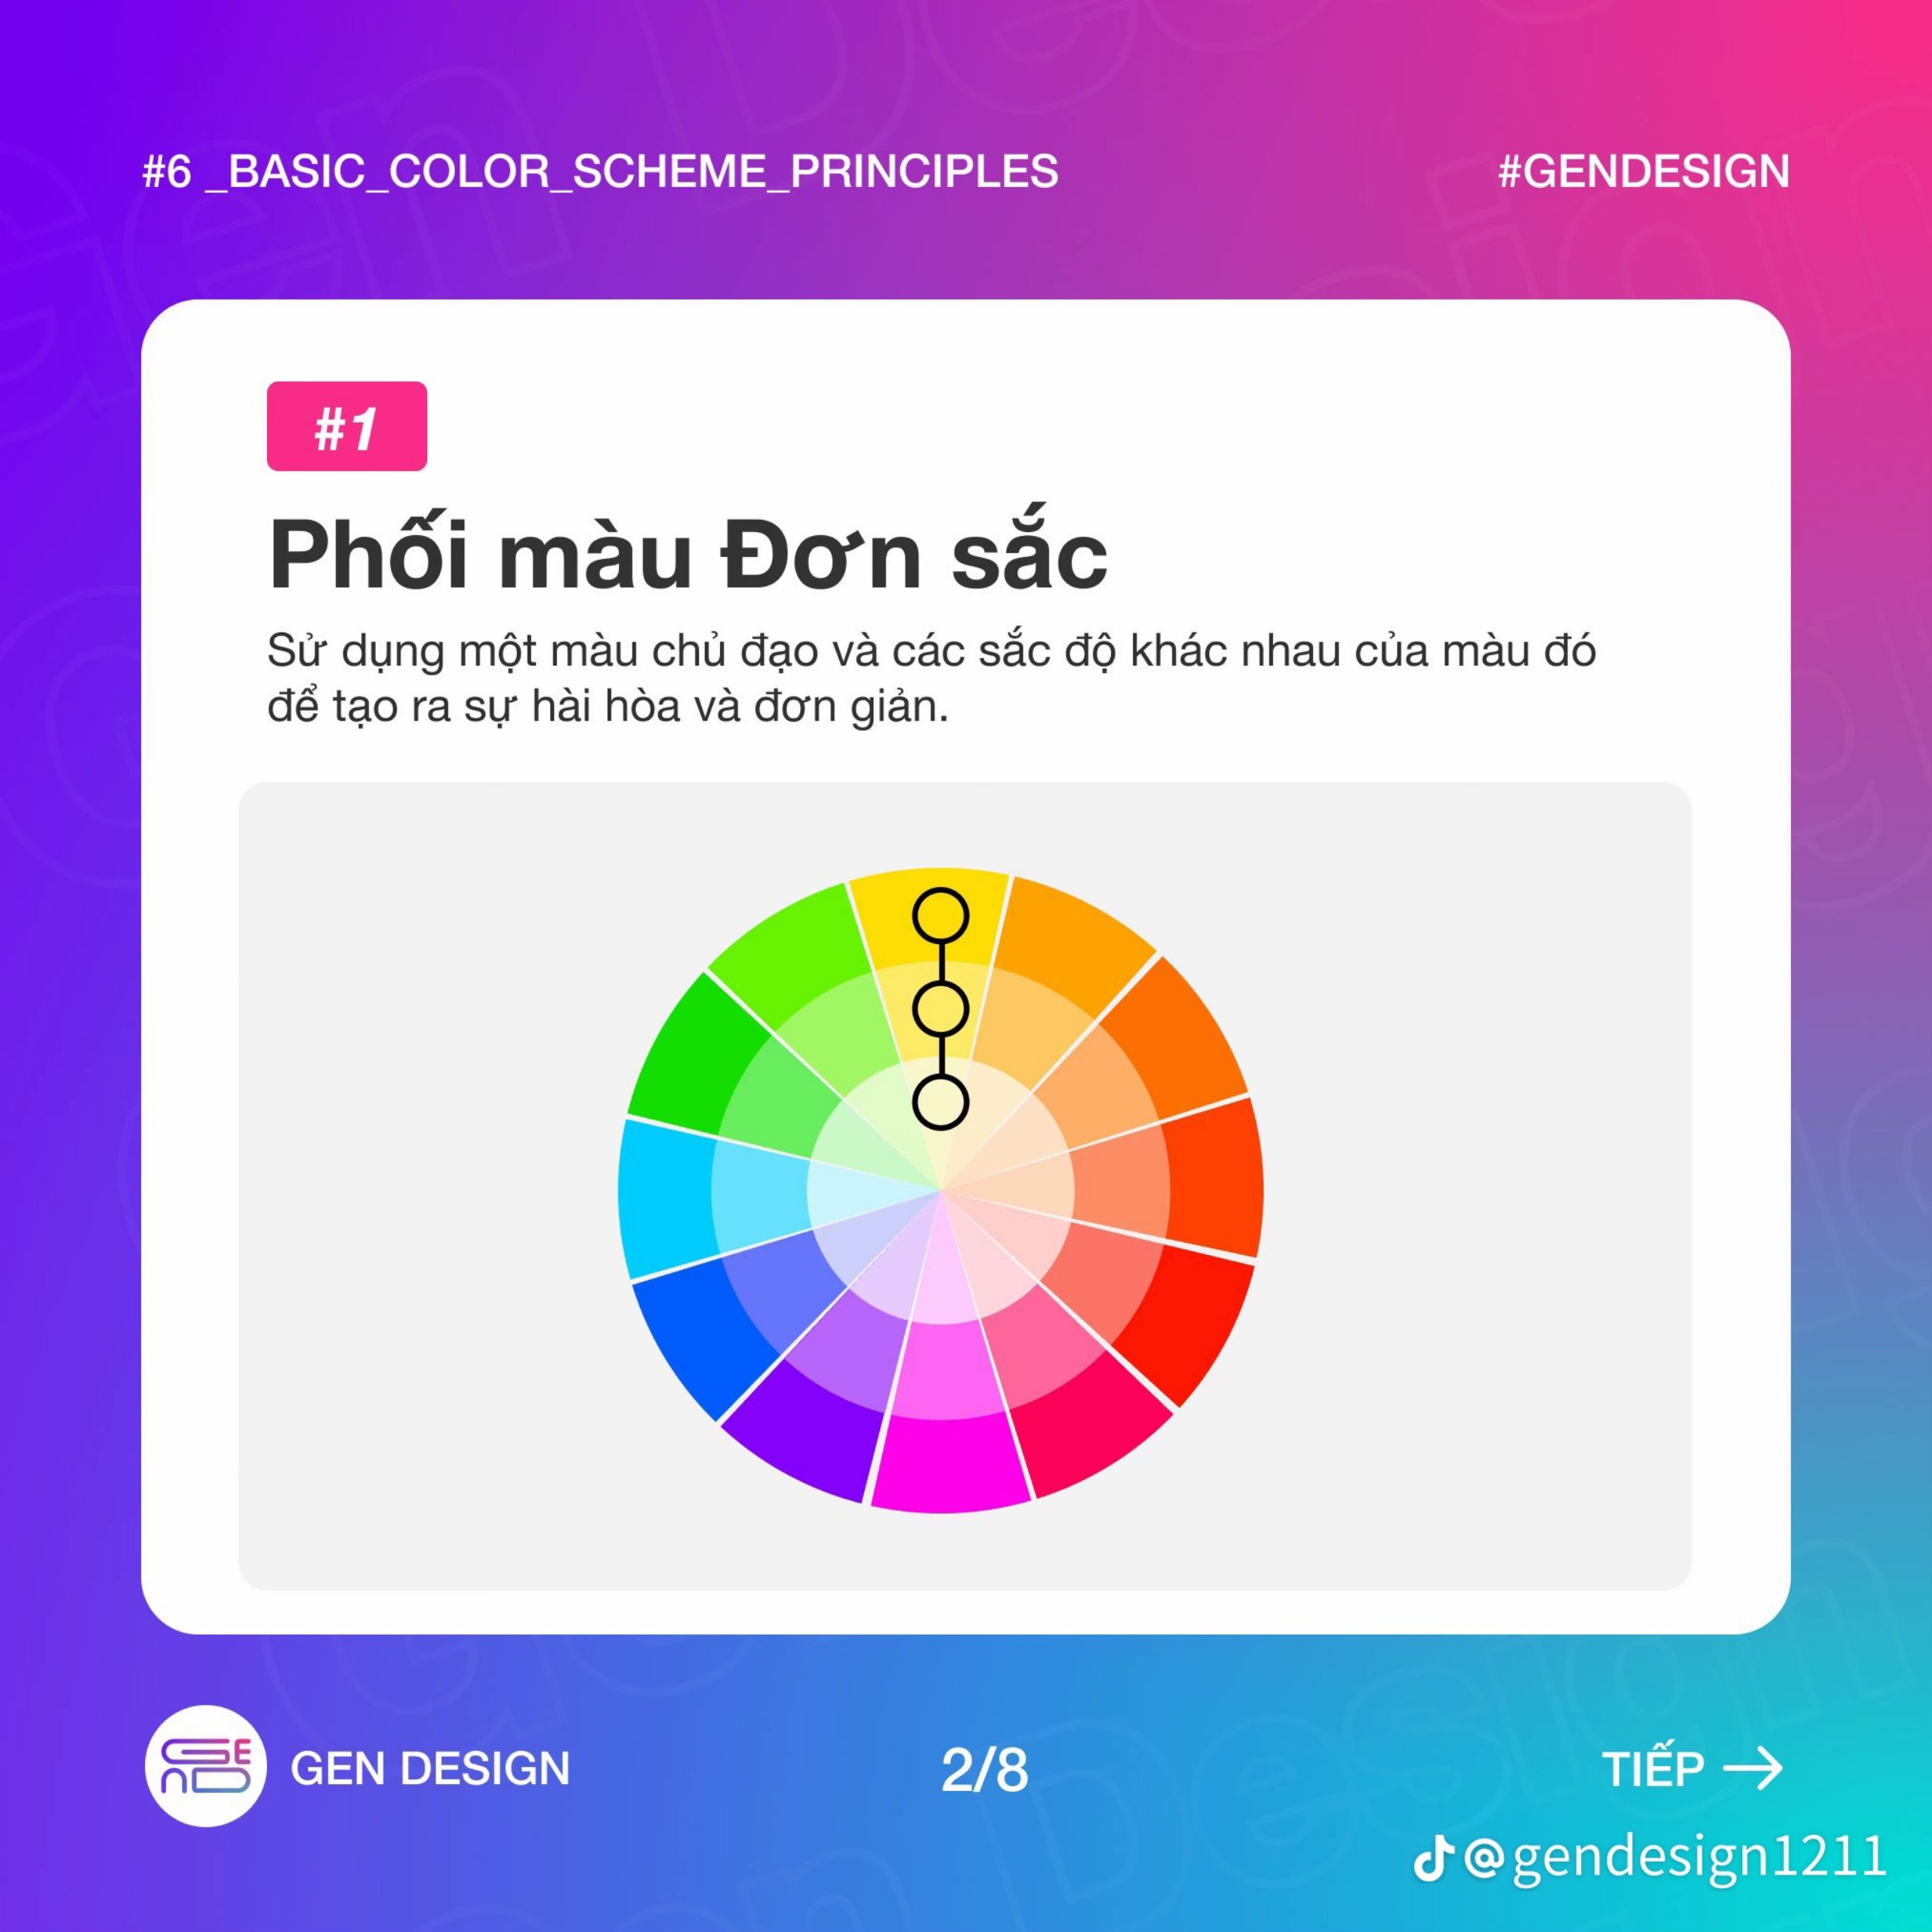 #6 _BASIC_COLOR_SCHEME_PRINCIPLES
#GENDESIGN
#1
Phối màu Đơn sắc
Sử dụng một màu chủ đạo và các sắc độ khác nhau của màu đó
để tạo ra sự hài hòa và đơn giản.
GEN DESIGN
2/8
TIẾP →
@gendesign1211